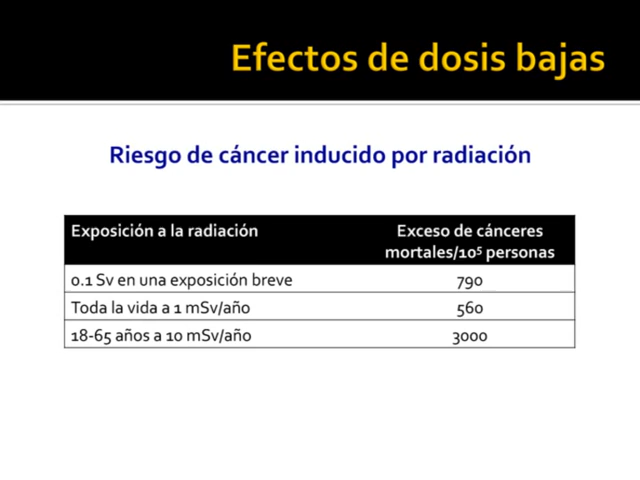 Efectos de dosis bajas
Riesgo de cáncer inducido por radiación
Exposición a la radiación
Exceso de cánceres
mortales/10⁵ personas
0.1 Sv en una exposición breve 790
Toda la vida a 1 mSv/año 560
18-65 años a 10 mSv/año 3000